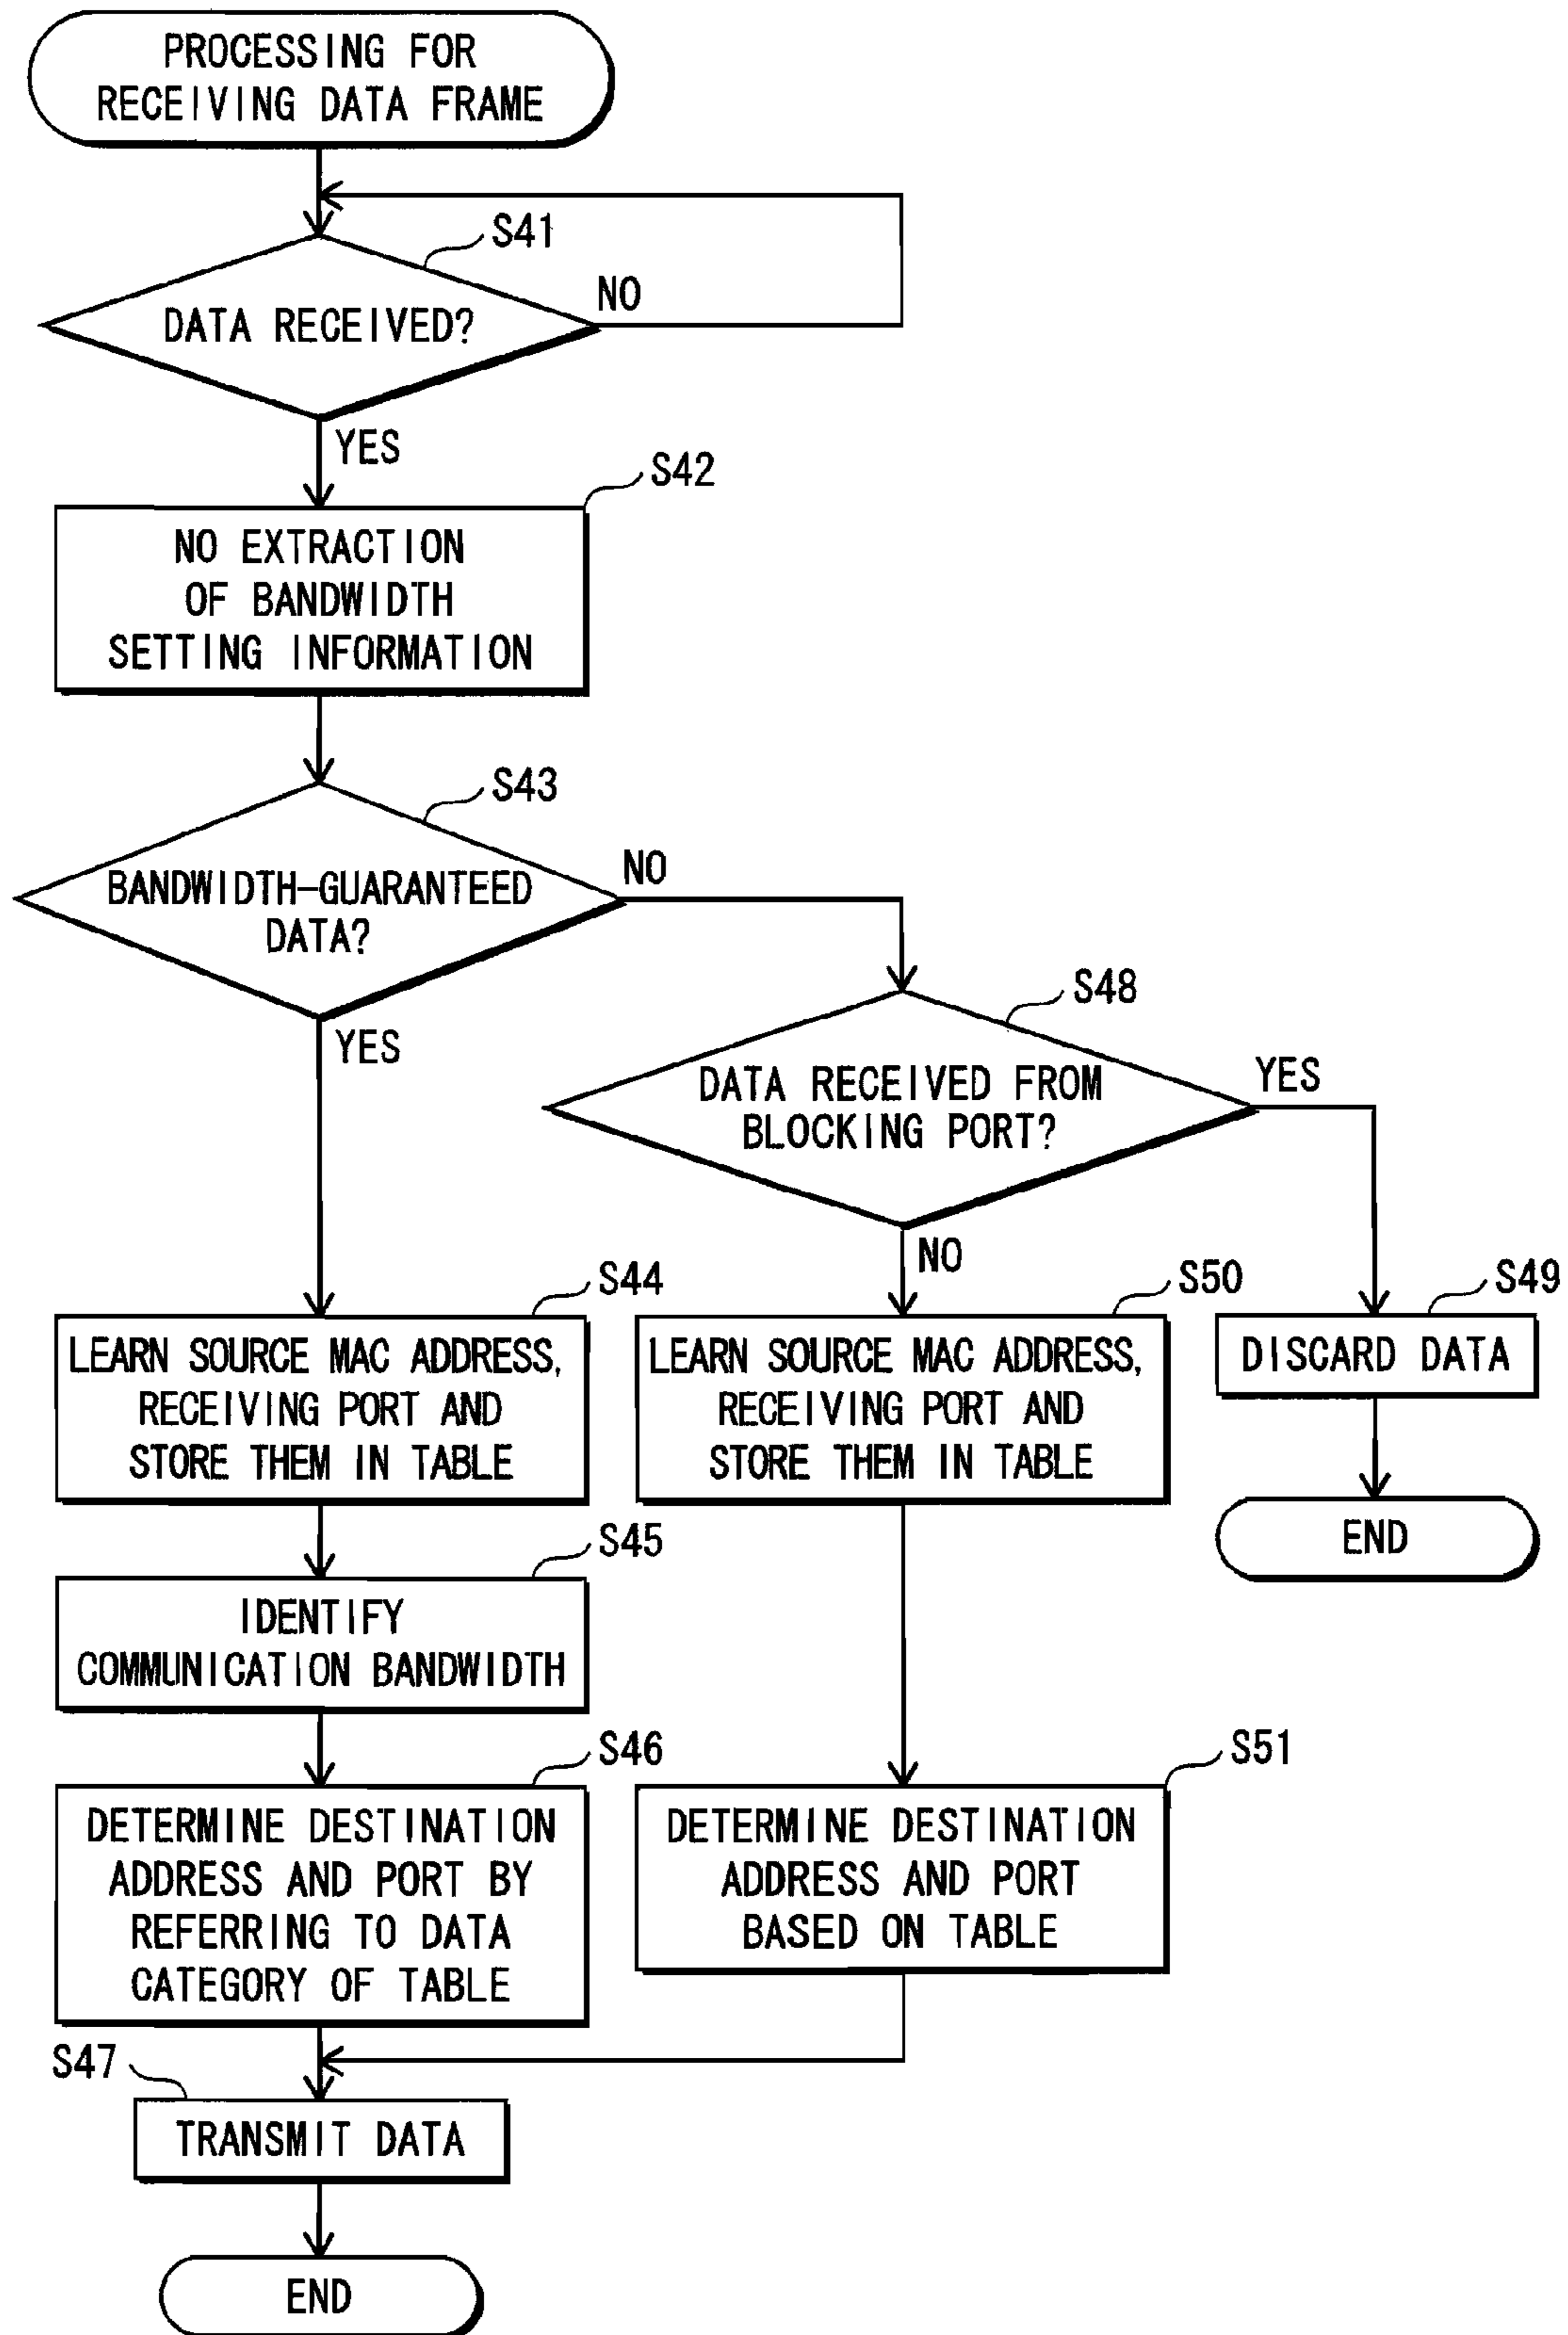 PROCESSING FOR
RECEIVING DATA FRAME
S41
DATA RECEIVED?
NO
YES
S42
NO EXTRACTION
OF BANDWIDTH
SETTING INFORMATION
S43
BANDWIDTH-GUARANTEED
DATA?
NO
YES
S48
DATA RECEIVED FROM
BLOCKING PORT?
YES
NO
S44
LEARN SOURCE MAC ADDRESS,
RECEIVING PORT AND
STORE THEM IN TABLE
S50
LEARN SOURCE MAC ADDRESS,
RECEIVING PORT AND
STORE THEM IN TABLE
S49
DISCARD DATA
END
S45
IDENTIFY
COMMUNICATION BANDWIDTH
S46
DETERMINE DESTINATION
ADDRESS AND PORT BY
REFERRING TO DATA
CATEGORY OF TABLE
S51
DETERMINE DESTINATION
ADDRESS AND PORT
BASED ON TABLE
S47
TRANSMIT DATA
END